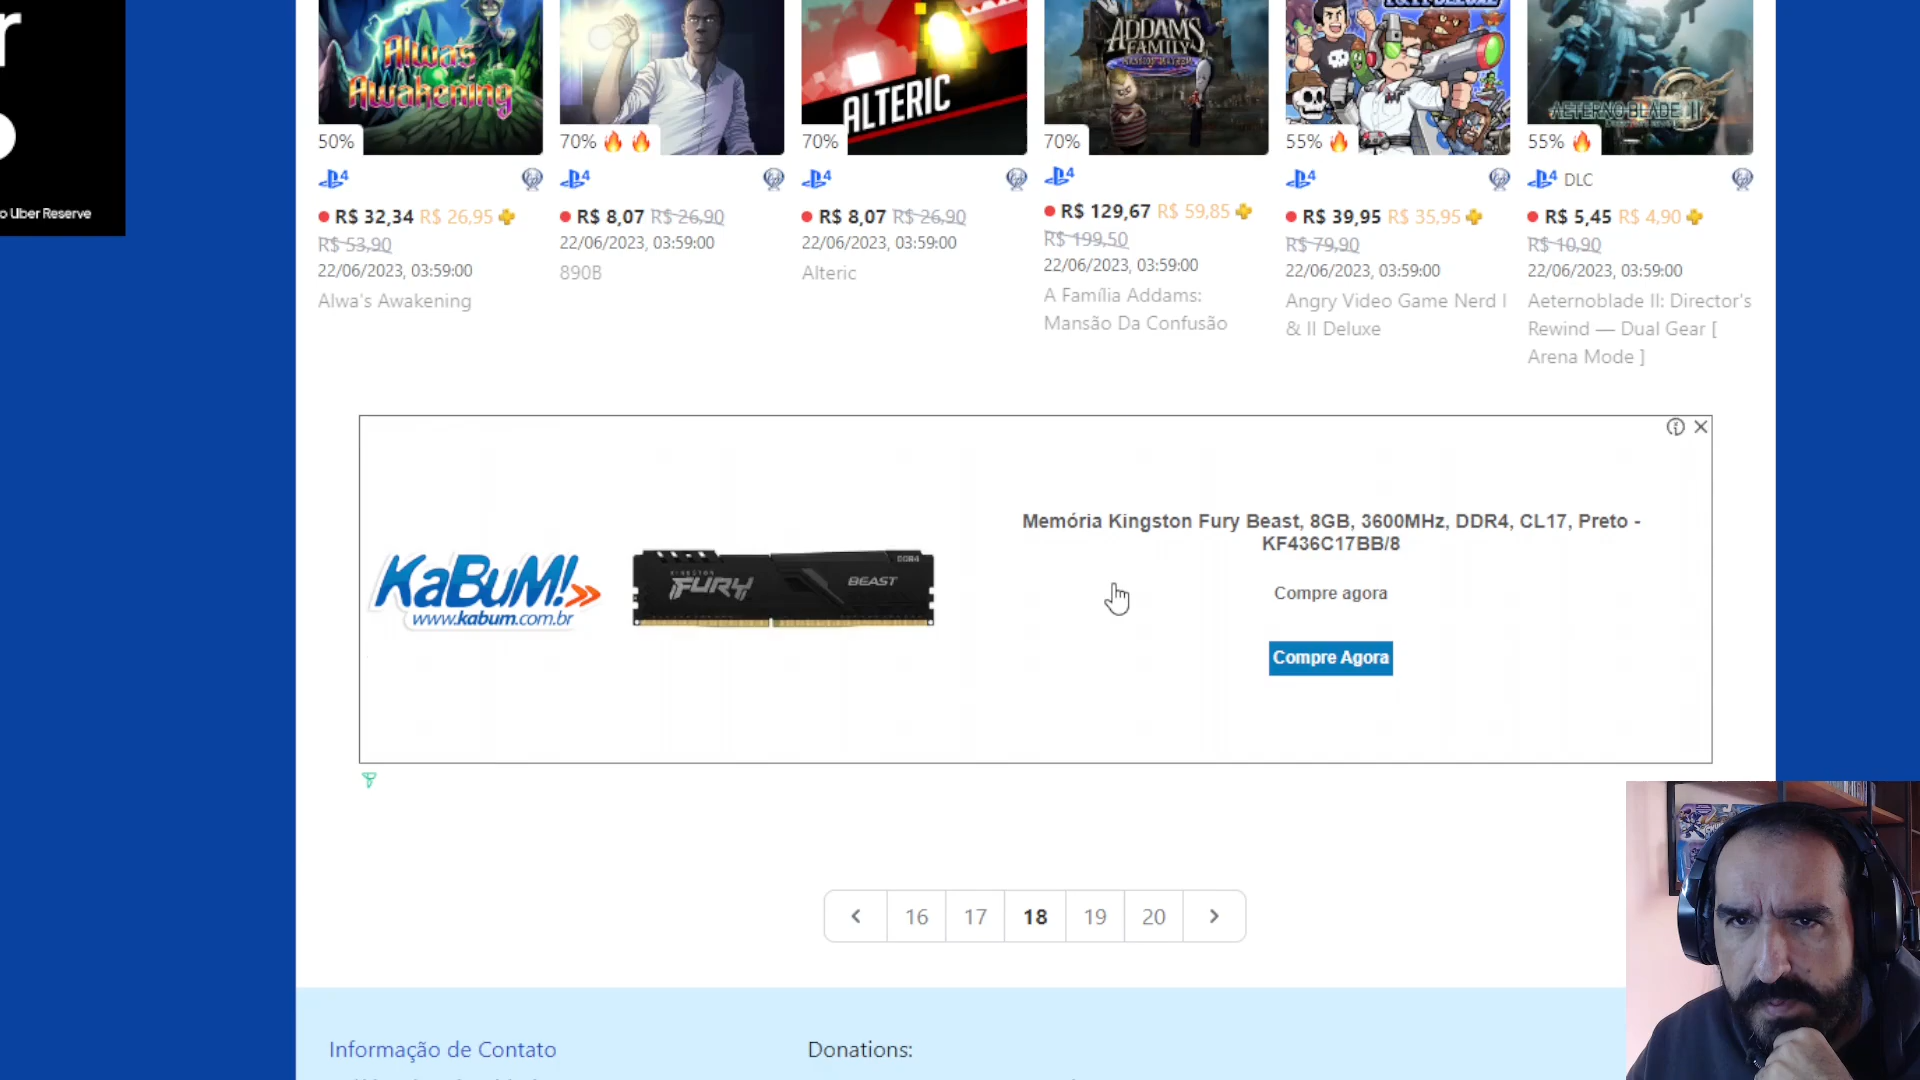 r
o Uber Reserve
Alwa's
Awakening
ALTERIC
ADDAMS
FAMILY
AETERNOBLADE II
50%
70%
70%
70%
55%
55%
DLC
R$ 32,34 R$ 26,95
R$ 53,90
22/06/2023, 03:59:00
Alwa's Awakening
R$ 8,07 R$ 26,90
22/06/2023, 03:59:00
890B
R$ 8,07 R$ 26,90
22/06/2023, 03:59:00
Alteric
R$ 129,67 R$ 59,85
R$ 199,50
22/06/2023, 03:59:00
A Família Addams:
Mansão Da Confusão
R$ 39,95 R$ 35,95
R$ 79,90
22/06/2023, 03:59:00
Angry Video Game Nerd I
& II Deluxe
R$ 5,45 R$ 4,90
R$ 10,90
22/06/2023, 03:59:00
Aeternoblade II: Director's
Rewind — Dual Gear [
Arena Mode ]
KaBuM!
www.kabum.com.br
KINGSTON
FURY
BEAST
DDR4
Memória Kingston Fury Beast, 8GB, 3600MHz, DDR4, CL17, Preto -
KF436C17BB/8
Compre agora
Compre Agora
16 17 18 19 20
Informação de Contato
Donations: